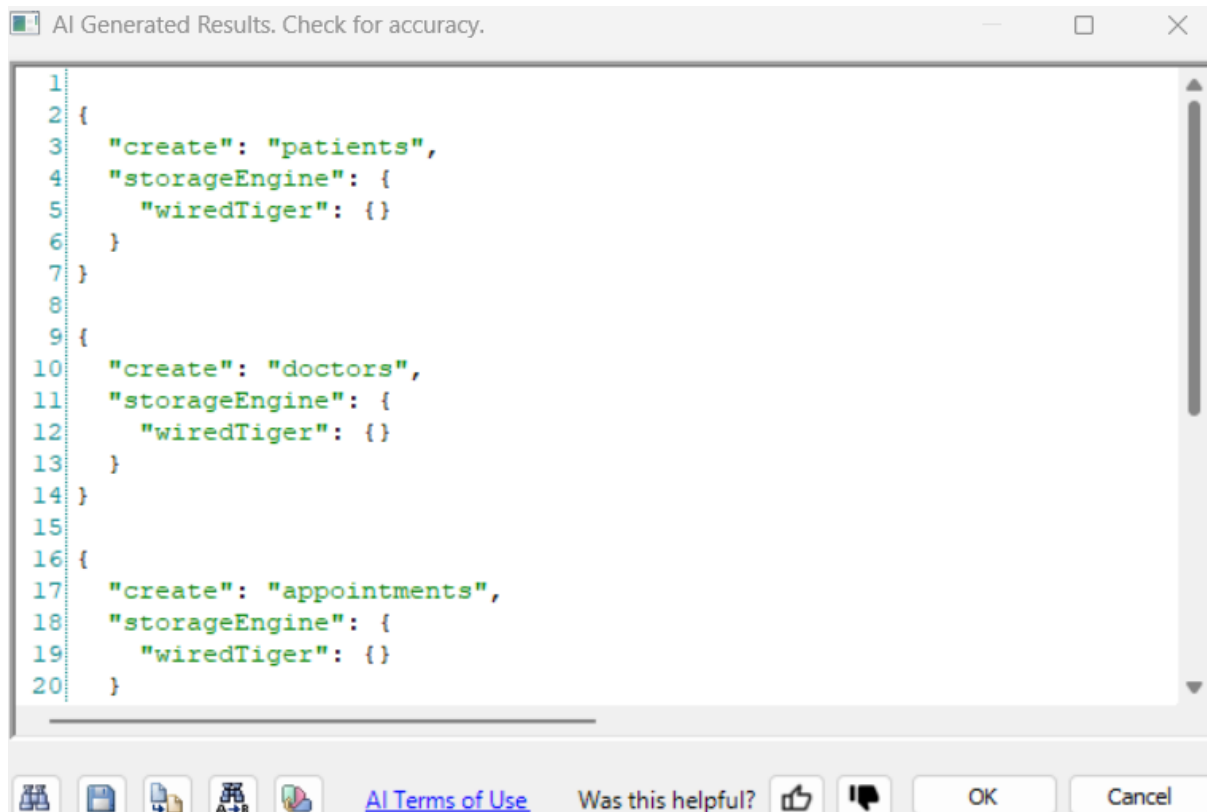 AI Generated Results. Check for accuracy.
1
2 {
3   "create": "patients",
4   "storageEngine": {
5     "wiredTiger": {}
6   }
7 }
8
9 {
10   "create": "doctors",
11   "storageEngine": {
12     "wiredTiger": {}
13   }
14 }
15
16 {
17   "create": "appointments",
18   "storageEngine": {
19     "wiredTiger": {}
20   }
AI Terms of Use Was this helpful? OK Cancel